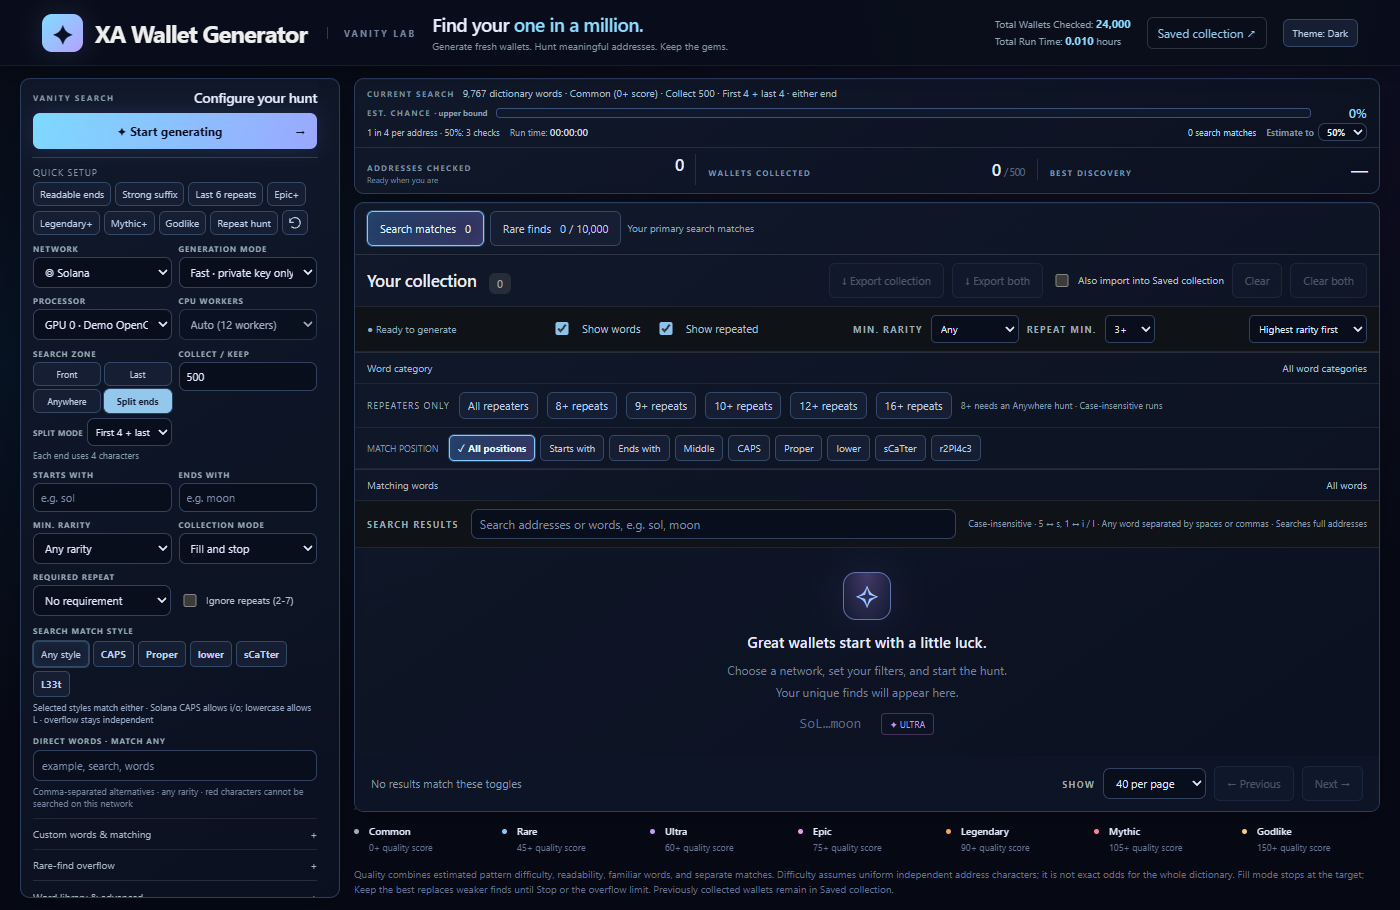 XA Wallet Generator
VANITY LAB
Find your one in a million.
Generate fresh wallets. Hunt meaningful addresses. Keep the gems.
Total Wallets Checked: 24,000
Total Run Time: 0.010 hours
Saved collection ↗
Theme: Dark
VANITY SEARCH
Configure your hunt
✦ Start generating →
QUICK SETUP
Readable ends
Strong suffix
Last 6 repeats
Epic+
Legendary+
Mythic+
Godlike
Repeat hunt
NETWORK
GENERATION MODE
◎ Solana
Fast · private key only
PROCESSOR
CPU WORKERS
GPU 0 · Demo OpenC
Auto (12 workers)
SEARCH ZONE
COLLECT / KEEP
Front
Last
500
Anywhere
Split ends
SPLIT MODE
First 4 + last
Each end uses 4 characters
STARTS WITH
ENDS WITH
e.g. sol
e.g. moon
MIN. RARITY
COLLECTION MODE
Any rarity
Fill and stop
REQUIRED REPEAT
No requirement
Ignore repeats (2-7)
SEARCH MATCH STYLE
Any style
CAPS
Proper
lower
sCaTter
L33t
Selected styles match either · Solana CAPS allows i/o; lowercase allows
L · overflow stays independent
DIRECT WORDS · MATCH ANY
example, search, words
Comma-separated alternatives · any rarity · red characters cannot be
searched on this network
Custom words & matching +
Rare-find overflow +
Word library & advanced
CURRENT SEARCH 9,767 dictionary words · Common (0+ score) · Collect 500 · First 4 + last 4 · either end
EST. CHANCE · upper bound
0%
1 in 4 per address · 50%: 3 checks Run time: 00:00:00
0 search matches
Estimate to 50%
ADDRESSES CHECKED
Ready when you are
0
WALLETS COLLECTED
0 / 500
BEST DISCOVERY
—
Search matches 0
Rare finds 0 / 10,000
Your primary search matches
Your collection 0
↓ Export collection
↓ Export both
Also import into Saved collection
Clear
Clear both
● Ready to generate
Show words
Show repeated
MIN. RARITY Any
REPEAT MIN. 3+
Highest rarity first
Word category
All word categories
REPEATERS ONLY
All repeaters
8+ repeats
9+ repeats
10+ repeats
12+ repeats
16+ repeats
8+ needs an Anywhere hunt · Case-insensitive runs
MATCH POSITION
✓ All positions
Starts with
Ends with
Middle
CAPS
Proper
lower
sCaTter
r2Pl4c3
Matching words
All words
SEARCH RESULTS
Search addresses or words, e.g. sol, moon
Case-insensitive · 5 ↔ s, 1 ↔ i / l · Any word separated by spaces or commas · Searches full addresses
Great wallets start with a little luck.
Choose a network, set your filters, and start the hunt.
Your unique finds will appear here.
SoL…moon
✦ ULTRA
No results match these toggles
SHOW 40 per page
← Previous
Next →
Common
0+ quality score
Rare
45+ quality score
Ultra
60+ quality score
Epic
75+ quality score
Legendary
90+ quality score
Mythic
105+ quality score
Godlike
150+ quality score
Quality combines estimated pattern difficulty, readability, familiar words, and separate matches. Difficulty assumes uniform independent address characters; it is not exact odds for the whole dictionary. Fill mode stops at the target;
Keep the best replaces weaker finds until Stop or the overflow limit. Previously collected wallets remain in Saved collection.